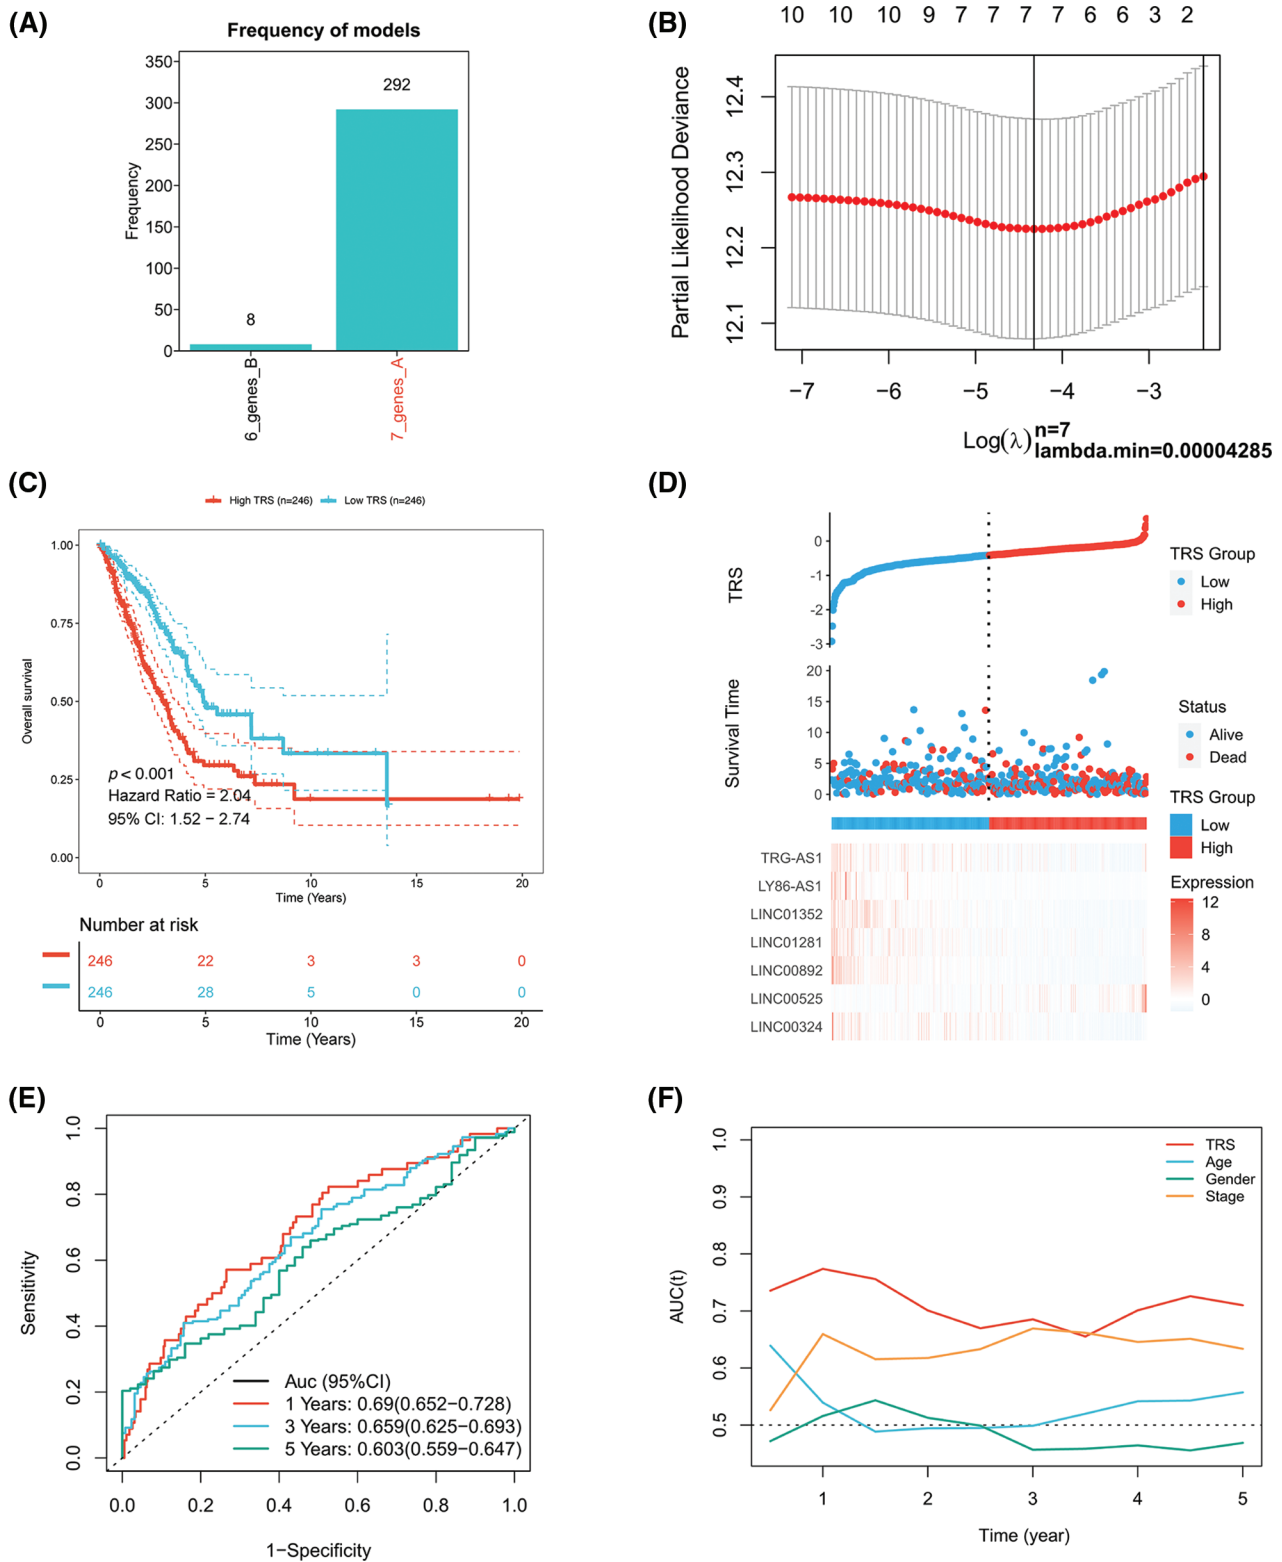 (A)
Frequency of models
Frequency
350
300
250
200
150
100
50
0
8
292
6_genes_B
7_genes_A
(B)
10 10 10 9 7 7 7 7 6 6 3 2
Partial Likelihood Deviance
12.4
12.3
12.2
12.1
−7 −6 −5 −4 −3
Log(λ)
n=7
lambda.min=0.00004285
(C)
High TRS (n=246) Low TRS (n=246)
Overall survival
1.00
0.75
0.50
0.25
0.00
p < 0.001
Hazard Ratio = 2.04
95% CI: 1.52 − 2.74
0 5 10 15 20
Time (Years)
Number at risk
246 22 3 3 0
246 28 5 0 0
0 5 10 15 20
Time (Years)
(D)
TRS
0
-1
-2
-3
TRS Group
Low
High
Survival Time
20
15
10
5
0
Status
Alive
Dead
TRS Group
Low
High
TRG-AS1
LY86-AS1
LINC01352
LINC01281
LINC00892
LINC00525
LINC00324
Expression
12
8
4
0
(E)
Sensitivity
1.0
0.8
0.6
0.4
0.2
0.0
Auc (95%CI)
1 Years: 0.69(0.652−0.728)
3 Years: 0.659(0.625−0.693)
5 Years: 0.603(0.559−0.647)
0.0 0.2 0.4 0.6 0.8 1.0
1−Specificity
(F)
AUC(t)
1.0
0.9
0.8
0.7
0.6
0.5
TRS
Age
Gender
Stage
1 2 3 4 5
Time (year)